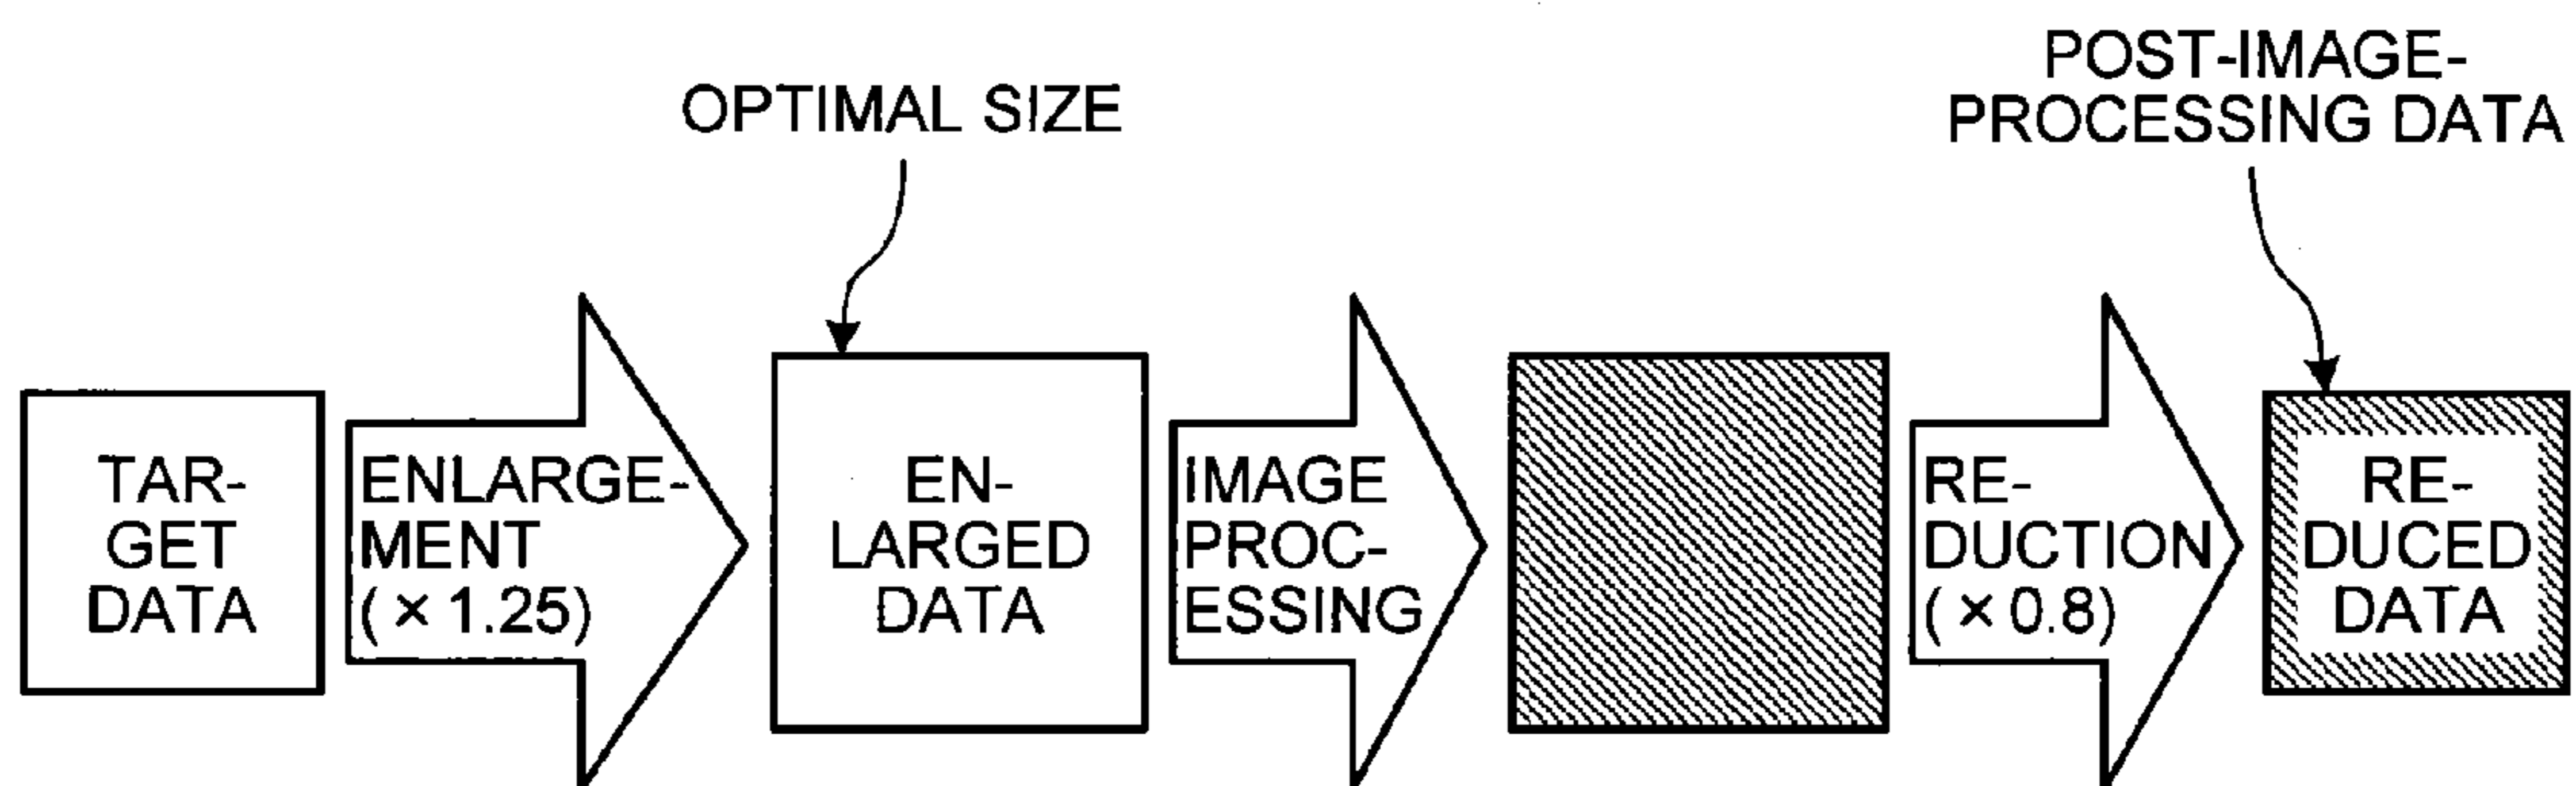 OPTIMAL SIZE
POST-IMAGE-
PROCESSING DATA
TAR-
GET
DATA
ENLARGE-
MENT
( × 1.25)
EN-
LARGED
DATA
IMAGE
PROC-
ESSING
RE-
DUCTION
( × 0.8)
RE-
DUCED
DATA